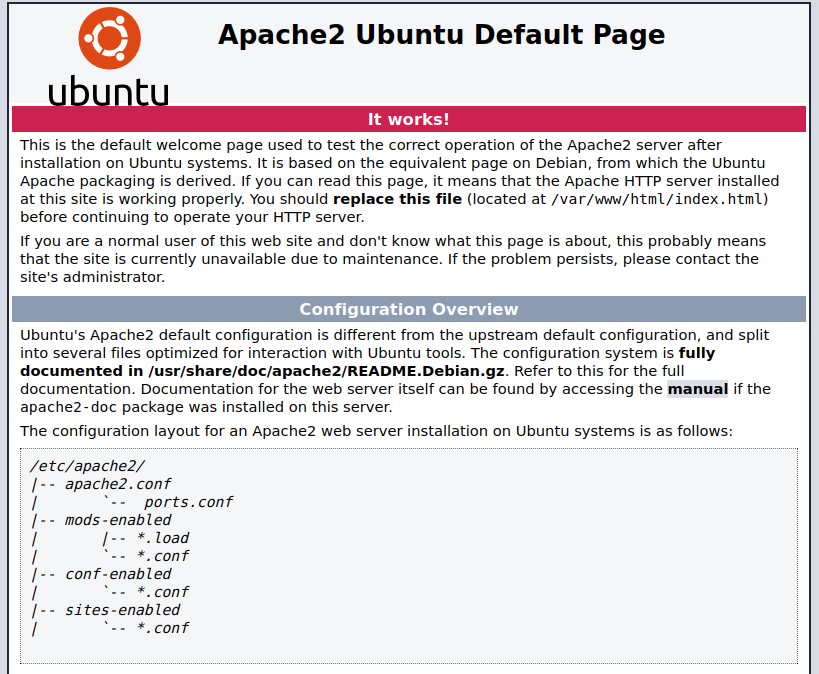 ubuntu
Apache2 Ubuntu Default Page
It works!
This is the default welcome page used to test the correct operation of the Apache2 server after
installation on Ubuntu systems. It is based on the equivalent page on Debian, from which the Ubuntu
Apache packaging is derived. If you can read this page, it means that the Apache HTTP server installed
at this site is working properly. You should replace this file (located at /var/www/html/index.html)
before continuing to operate your HTTP server.
If you are a normal user of this web site and don't know what this page is about, this probably means
that the site is currently unavailable due to maintenance. If the problem persists, please contact the
site's administrator.
Configuration Overview
Ubuntu's Apache2 default configuration is different from the upstream default configuration, and split
into several files optimized for interaction with Ubuntu tools. The configuration system is fully
documented in /usr/share/doc/apache2/README.Debian.gz. Refer to this for the full
documentation. Documentation for the web server itself can be found by accessing the manual if the
apache2-doc package was installed on this server.
The configuration layout for an Apache2 web server installation on Ubuntu systems is as follows:
/etc/apache2/
|-- apache2.conf
|       `--  ports.conf
|-- mods-enabled
|       |-- *.load
|       `-- *.conf
|-- conf-enabled
|       `-- *.conf
|-- sites-enabled
|       `-- *.conf